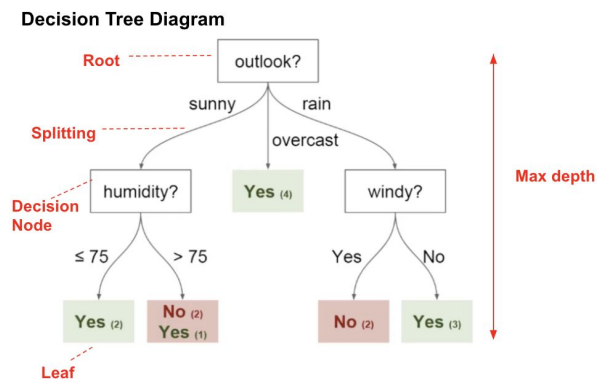 Decision Tree Diagram
Root
outlook?
sunny
rain
Splitting
overcast
humidity?
Yes (4)
windy?
Max depth
Decision
Node
≤ 75
> 75
Yes
No
Yes (2)
No (2)
Yes (1)
No (2)
Yes (3)
Leaf